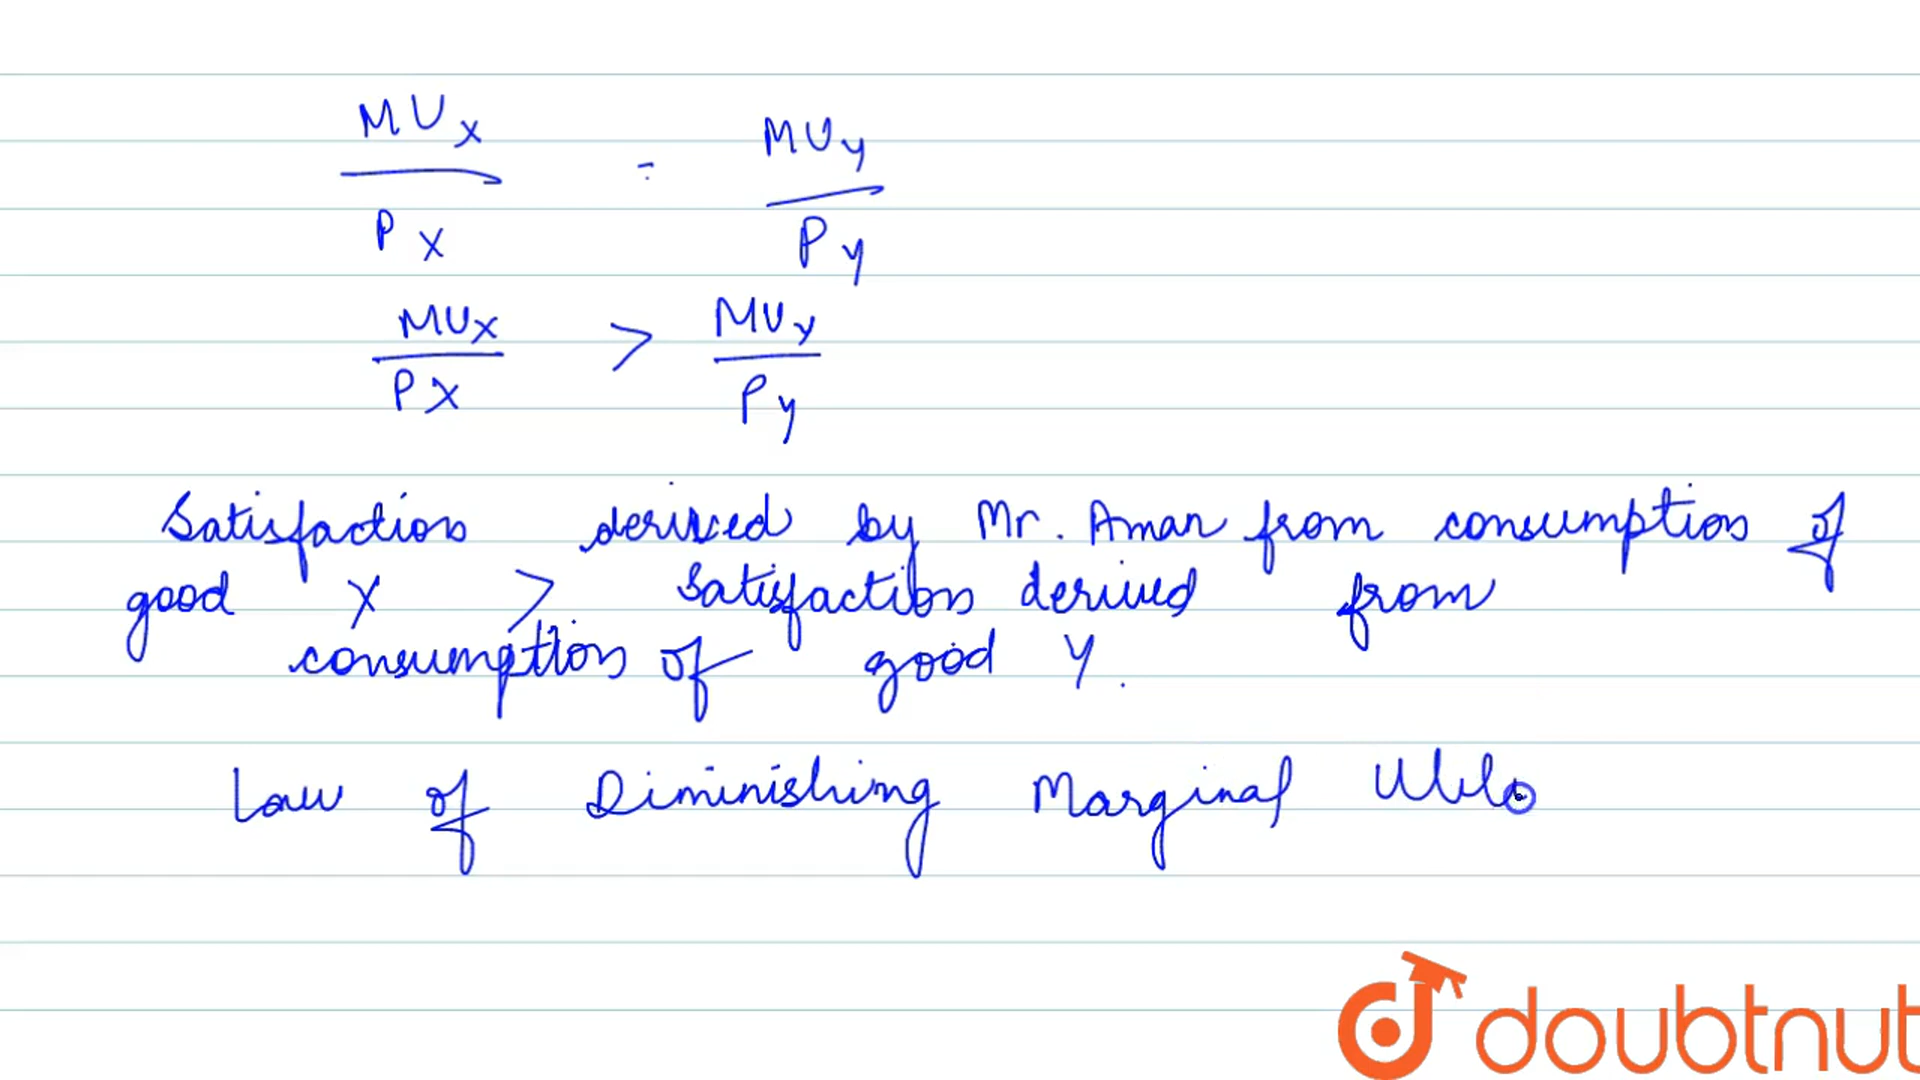 MUx = MUy
Px Py
MUx > MUy
Px Py
Satisfaction derived by Mr. Aman from consumption of
good X > satisfaction derived from
consumption of good Y.
Law of Diminishing Marginal
doubtnut